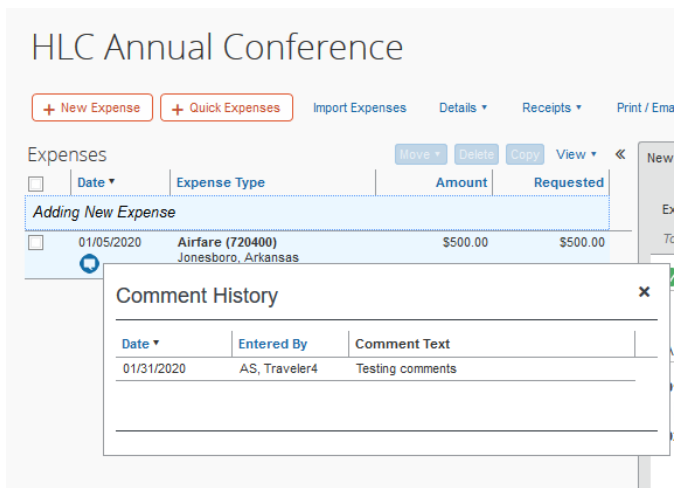 HLC Annual Conference
+ New Expense + Quick Expenses Import Expenses Details Receipts Print / Ema
Expenses Move Delete Copy View « New
Date Expense Type Amount Requested
Adding New Expense Ex
01/05/2020 Airfare (720400) $500.00 $500.00 To
Jonesboro, Arkansas
Comment History ×
Date Entered By Comment Text
01/31/2020 AS, Traveler4 Testing comments